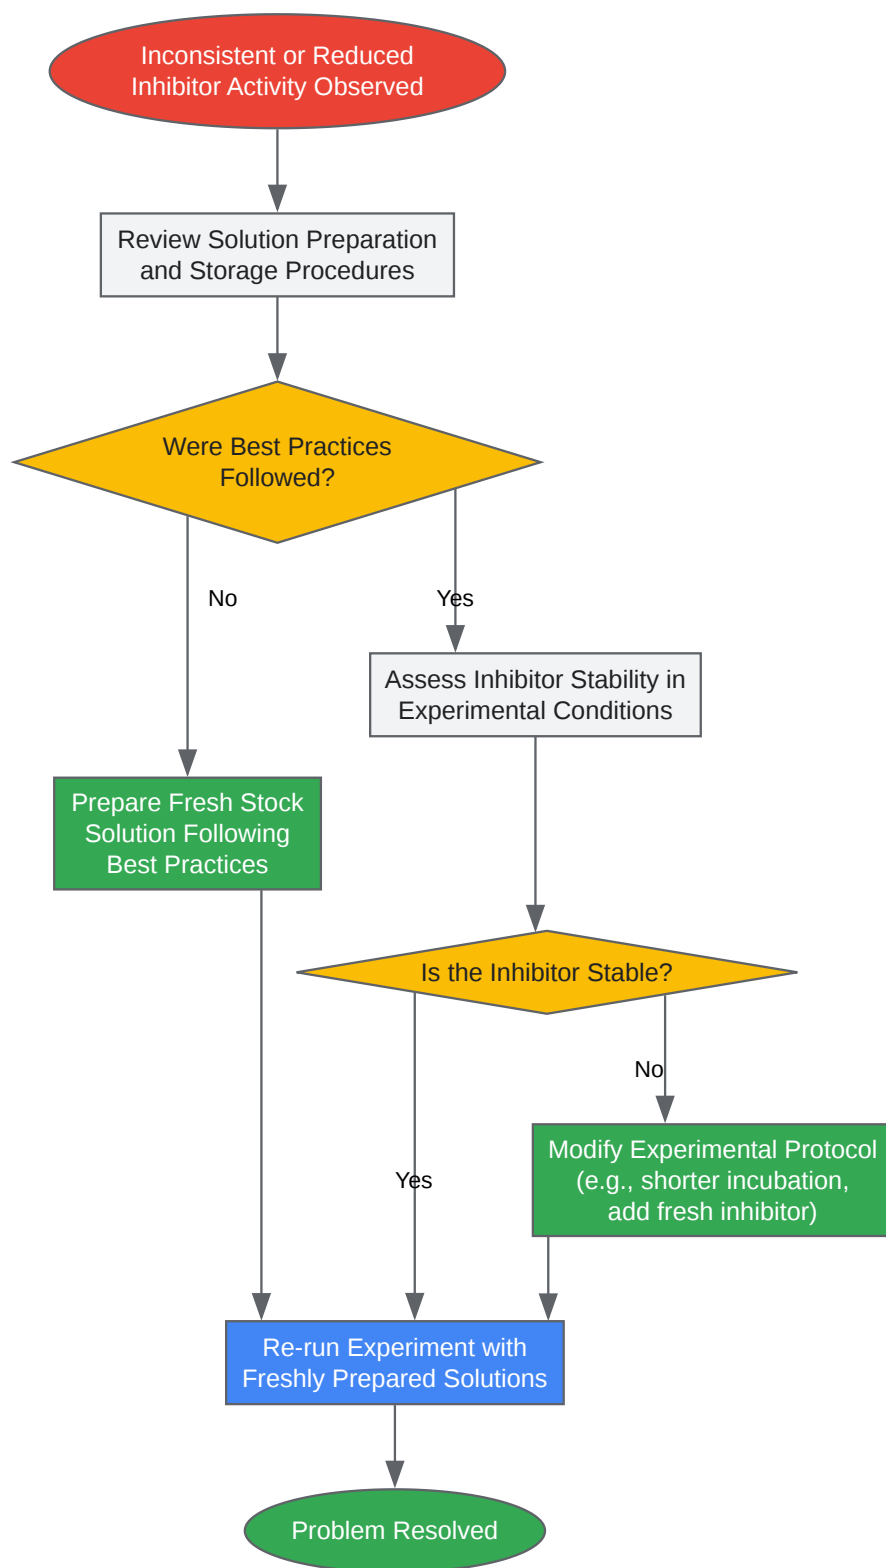 Inconsistent or Reduced
Inhibitor Activity Observed
Review Solution Preparation
and Storage Procedures
Were Best Practices
Followed?
No
Yes
Assess Inhibitor Stability in
Experimental Conditions
Prepare Fresh Stock
Solution Following
Best Practices
Is the Inhibitor Stable?
No
Modify Experimental Protocol
(e.g., shorter incubation,
add fresh inhibitor)
Yes
Re-run Experiment with
Freshly Prepared Solutions
Problem Resolved